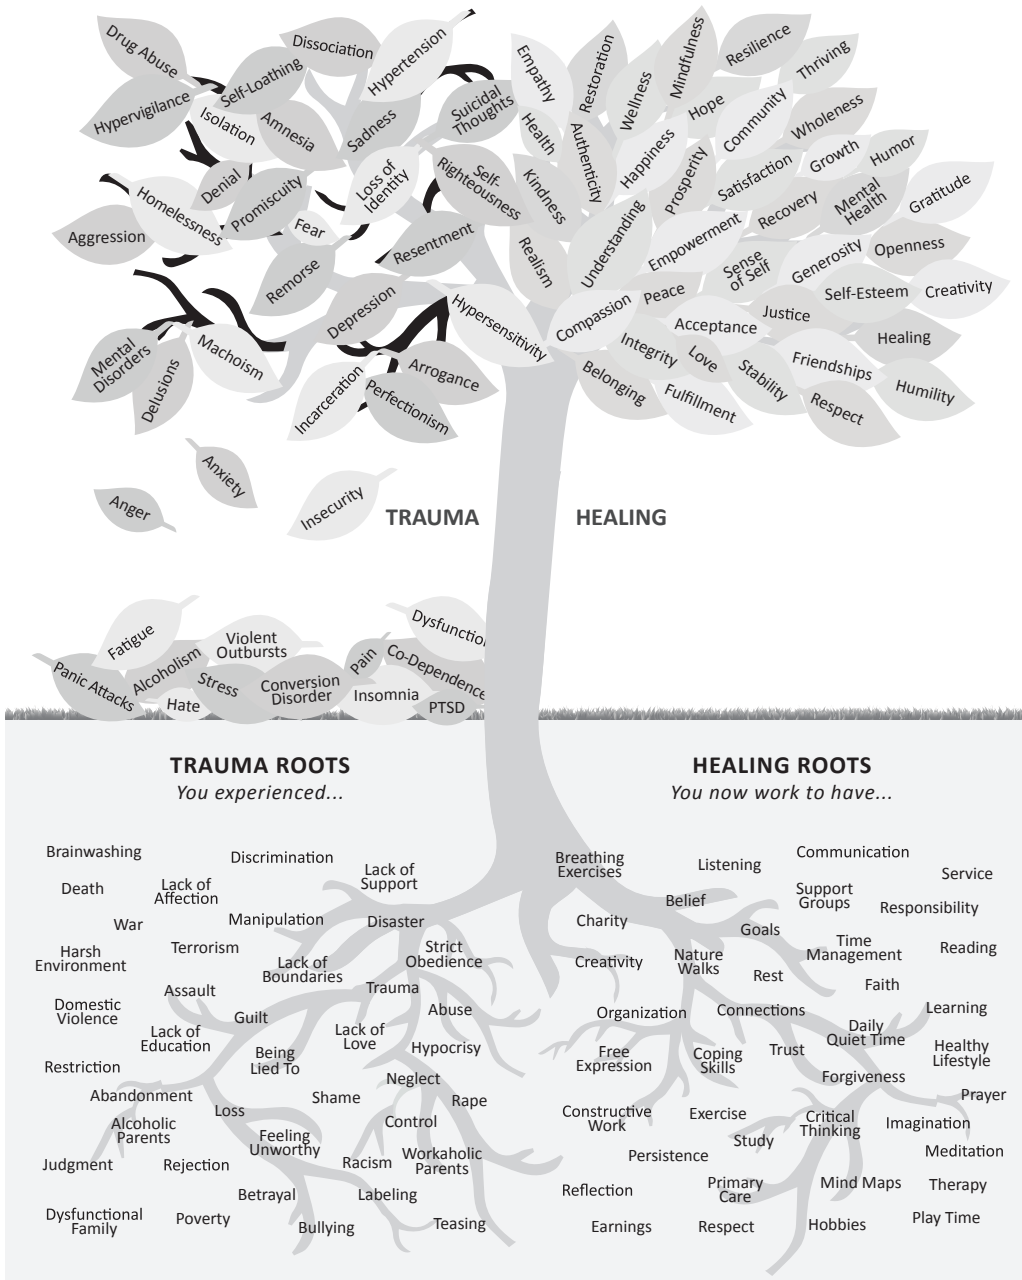 Drug Abuse
Dissociation
Hypertension
Self-Loathing
Hypervigilance
Isolation
Amnesia
Sadness
Suicidal
Thoughts
Denial
Promiscuity
Loss of
Identity
Self-
Righteousness
Homelessness
Aggression
Fear
Resentment
Remorse
Depression
Hypersensitivity
Mental
Disorders
Delusions
Machoism
Incarceration
Arrogance
Perfectionism
Anxiety
Anger
Insecurity
Empathy
Restoration
Wellness
Mindfulness
Resilience
Thriving
Health
Authenticity
Happiness
Hope
Community
Wholeness
Kindness
Prosperity
Satisfaction
Growth
Humor
Realism
Understanding
Empowerment
Recovery
Mental
Health
Gratitude
Sense
of Self
Generosity
Openness
Compassion
Peace
Acceptance
Justice
Self-Esteem
Creativity
Integrity
Love
Healing
Belonging
Fulfillment
Stability
Friendships
Respect
Humility
TRAUMA
HEALING
Fatigue
Violent
Outbursts
Dysfunctio
Panic Attacks
Alcoholism
Stress
Hate
Conversion
Disorder
Pain
Co-Dependence
Insomnia
PTSD
TRAUMA ROOTS
You experienced...
Brainwashing
Discrimination
Lack of
Support
Death
Lack of
Affection
War
Manipulation
Disaster
Harsh
Environment
Terrorism
Lack of
Boundaries
Strict
Obedience
Assault
Trauma
Domestic
Violence
Guilt
Abuse
Lack of
Education
Lack of
Love
Being
Lied To
Hypocrisy
Restriction
Neglect
Abandonment
Shame
Rape
Loss
Alcoholic
Parents
Control
Feeling
Unworthy
Judgment
Rejection
Racism
Workaholic
Parents
Betrayal
Labeling
Dysfunctional
Family
Poverty
Bullying
Teasing
HEALING ROOTS
You now work to have...
Breathing
Exercises
Listening
Communication
Service
Belief
Support
Groups
Responsibility
Charity
Goals
Creativity
Nature
Walks
Time
Management
Reading
Rest
Faith
Organization
Connections
Learning
Daily
Quiet Time
Free
Expression
Coping
Skills
Trust
Healthy
Lifestyle
Forgiveness
Prayer
Constructive
Work
Exercise
Critical
Thinking
Imagination
Study
Persistence
Meditation
Reflection
Primary
Care
Mind Maps
Therapy
Earnings
Respect
Hobbies
Play Time